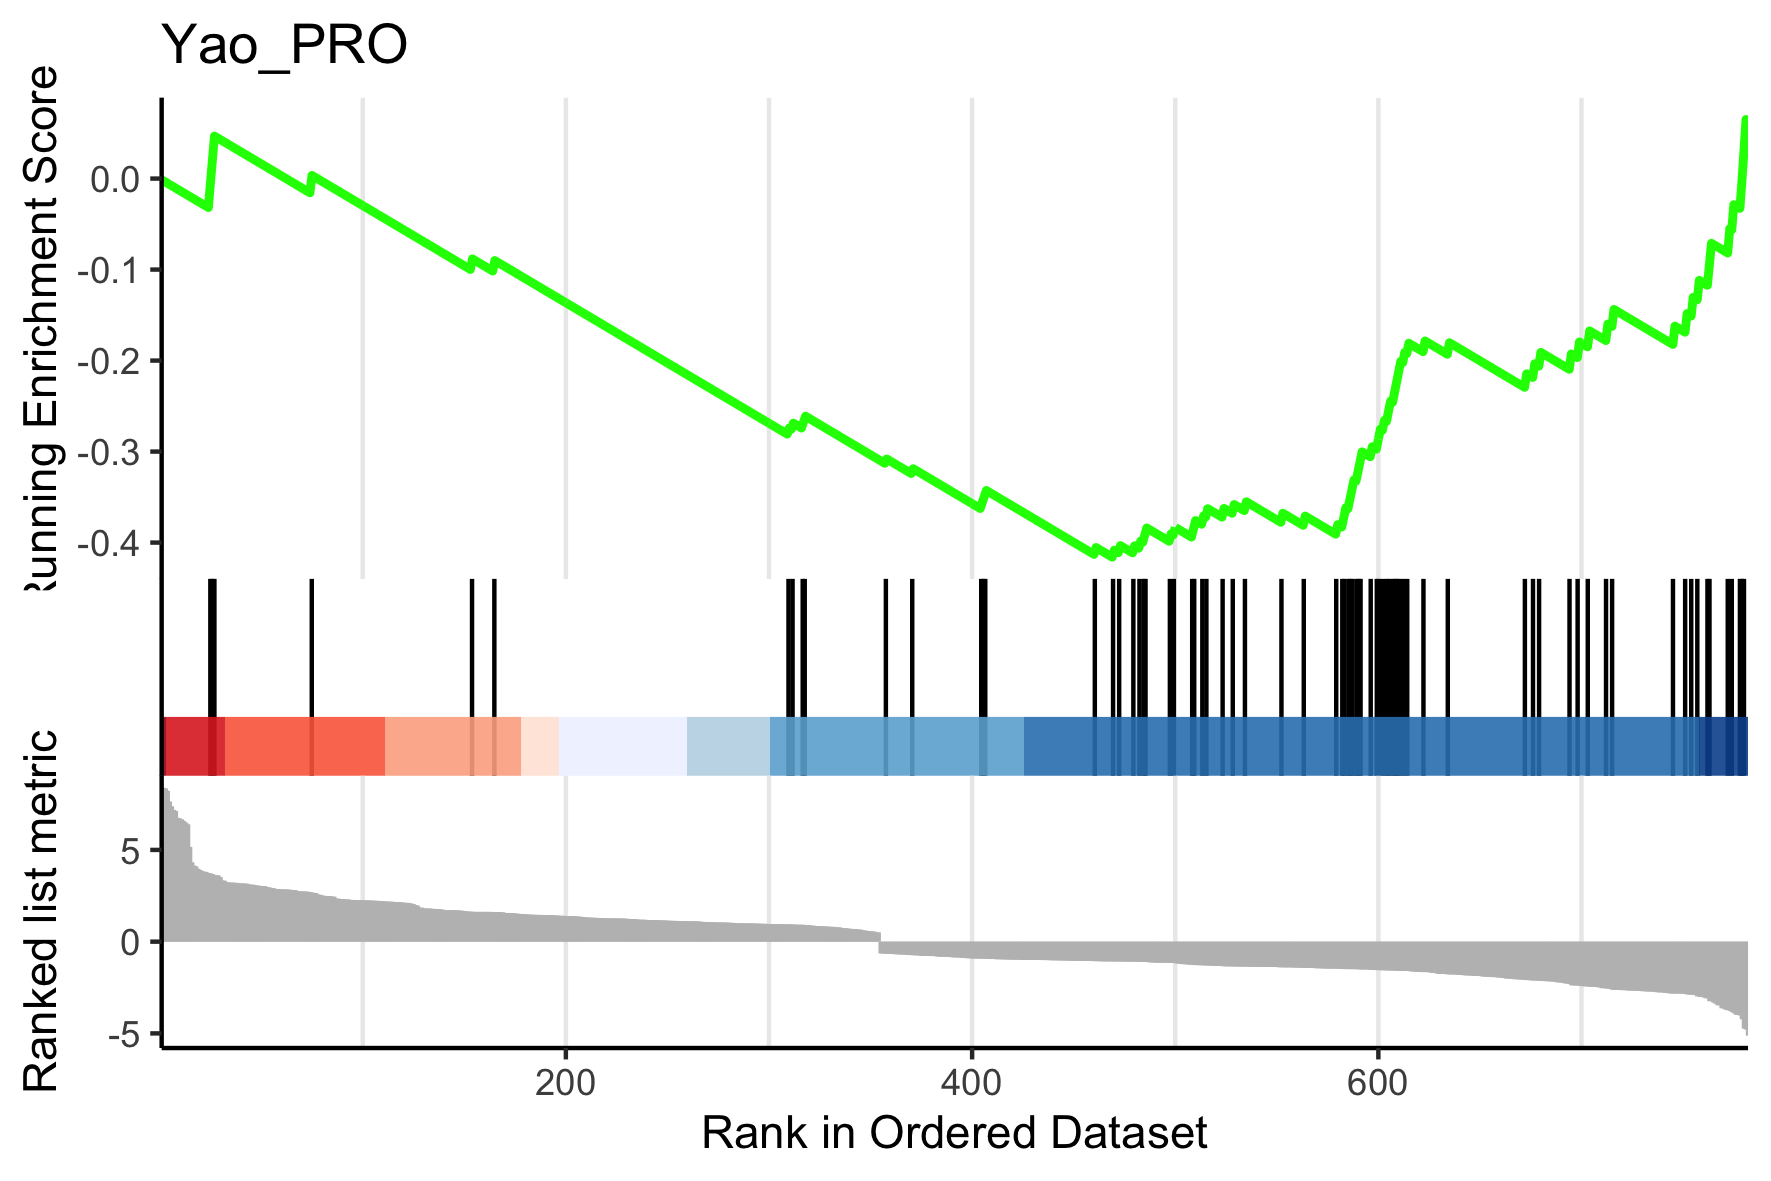 Yao_PRO
Running Enrichment Score
0.0
-0.1
-0.2
-0.3
-0.4
Ranked list metric
5
0
-5
200
400
600
Rank in Ordered Dataset